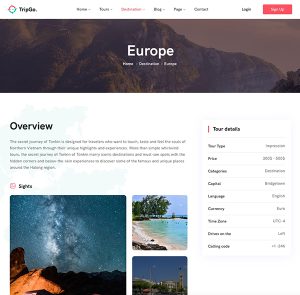 TripGo.
Home Tours Destination Blog Page Contact
Login Sign Up
Europe
Home Destination Europe
Overview
The secret journey of Tonkin is designed for travelers who want to touch, taste and feel the souls of
Northern Vietnam through their unique highlights and experiences. More than simple whirlwind
tours, the secret journey of Tonkin of Tonkin marry iconic destinations and must-see spots with the
hidden corners and below-the-rain experiences to discover some of the famous and unique places
around the Halong region.
Sights
Tour details
Tour Type Impression
Price 200$ - 500$
Categories Destination
Capital Bridgetown
Language English
Currency Euro
Time Zone UTC-4
Drives on the Left
Calling code +1 -246